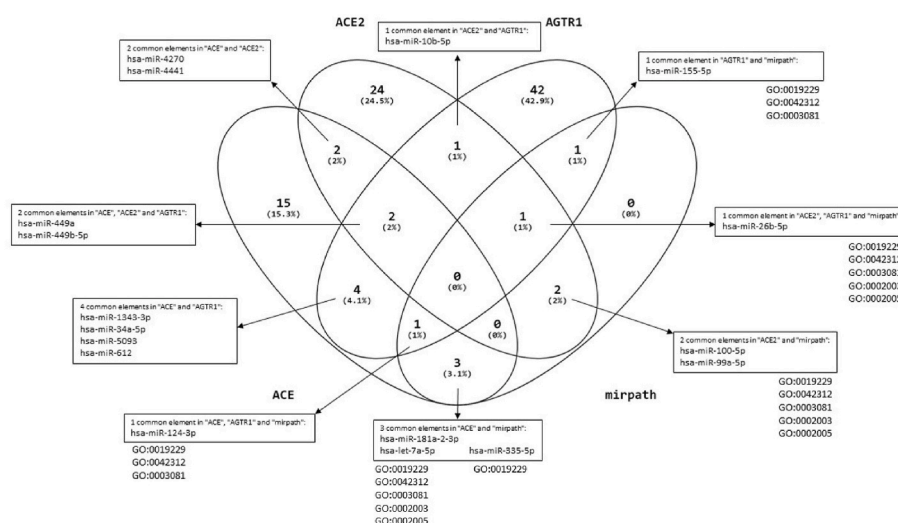 ACE2
AGTR1
1 common element in "ACE2" and "AGTR1":
hsa-miR-10b-5p
2 common elements in "ACE" and "ACE2":
hsa-miR-4270
hsa-miR-4441
1 common element in "AGTR1" and "mirpath":
hsa-miR-155-5p
GO:0019229
GO:0042312
GO:0003081
24
(24.5%)
42
(42.9%)
2
(2%)
1
(1%)
1
(1%)
15
(15.3%)
0
(0%)
2 common elements in "ACE", "ACE2" and "AGTR1":
hsa-miR-449a
hsa-miR-449b-5p
2
(2%)
1
(1%)
1 common element in "ACE2", "AGTR1" and "mirpath":
hsa-miR-26b-5p
GO:0019229
GO:0042312
GO:0003081
GO:0002003
GO:0002005
0
(0%)
4
(4.1%)
2
(2%)
4 common elements in "ACE" and "AGTR1":
hsa-miR-1343-3p
hsa-miR-34a-5p
hsa-miR-5093
hsa-miR-612
1
(1%)
0
(0%)
2 common elements in "ACE2" and "mirpath":
hsa-miR-100-5p
hsa-miR-99a-5p
GO:0019229
GO:0042312
GO:0003081
GO:0002003
GO:0002005
3
(3.1%)
ACE
mirpath
1 common element in "ACE", "AGTR1" and "mirpath":
hsa-miR-124-3p
GO:0019229
GO:0042312
GO:0003081
3 common elements in "ACE" and "mirpath":
hsa-miR-181a-2-3p
hsa-let-7a-5p hsa-miR-335-5p
GO:0019229 GO:0019229
GO:0042312
GO:0003081
GO:0002003
GO:0002005